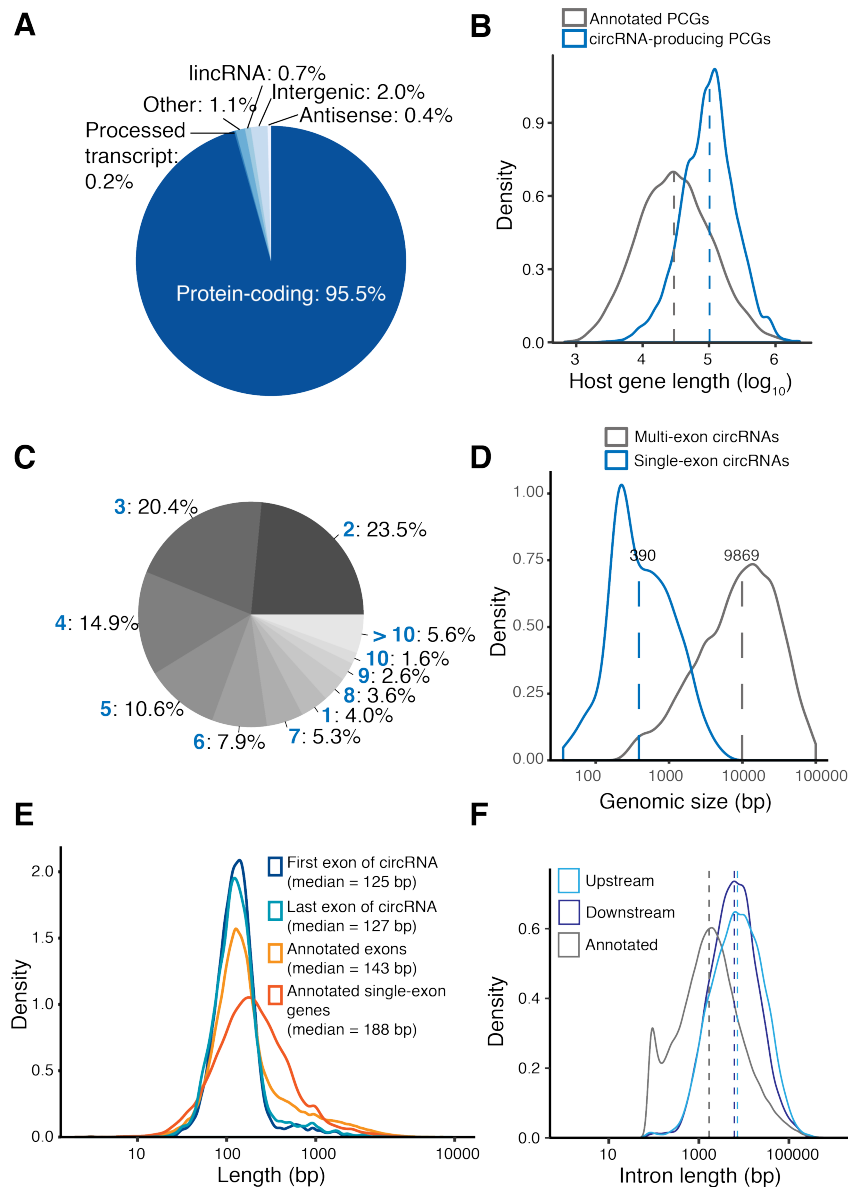 A
lincRNA: 0.7%
Intergenic: 2.0%
Other: 1.1%
Antisense: 0.4%
Processed
transcript:
0.2%
Protein-coding: 95.5%
B
Annotated PCGs
circRNA-producing PCGs
Density
0.9
0.6
0.3
0.0
3 4 5 6
Host gene length (log10)
C
3: 20.4%
2: 23.5%
4: 14.9%
> 10: 5.6%
10: 1.6%
9: 2.6%
8: 3.6%
1: 4.0%
5: 10.6%
6: 7.9%
7: 5.3%
D
Multi-exon circRNAs
Single-exon circRNAs
Density
1.00
0.75
0.50
0.25
0.00
390 9869
100 1000 10000 100000
Genomic size (bp)
E
Density
2.0
1.5
1.0
0.5
0.0
First exon of circRNA
(median = 125 bp)
Last exon of circRNA
(median = 127 bp)
Annotated exons
(median = 143 bp)
Annotated single-exon
genes
(median = 188 bp)
10 100 1000 10000
Length (bp)
F
Upstream
Downstream
Annotated
Density
0.6
0.4
0.2
0.0
10 1000 100000
Intron length (bp)